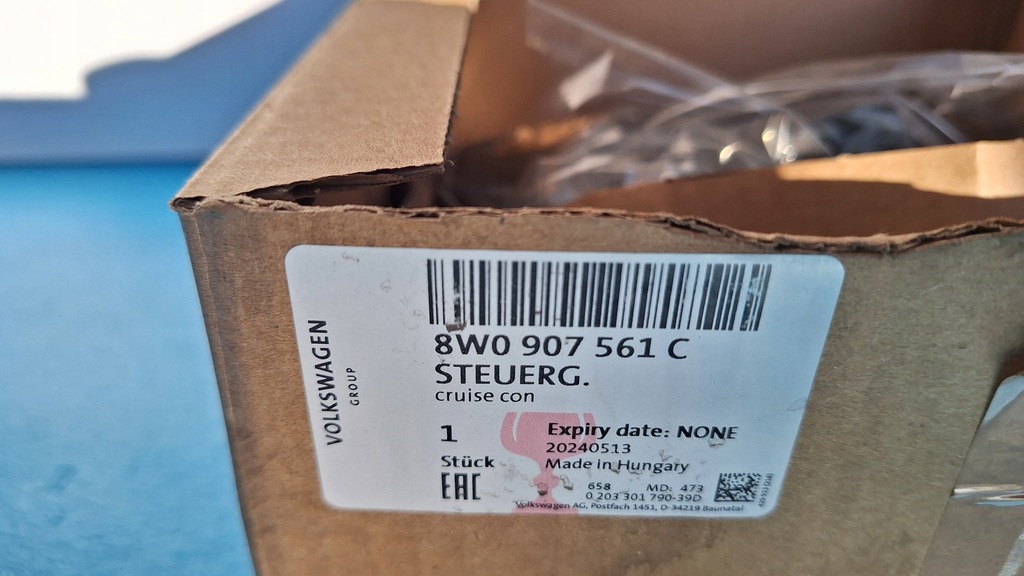 VOLKSWAGEN
GROUP
8W0 907 561 C
STEUERG.
cruise con
1
Stück
EAC
Expiry date: NONE
20240513
Made in Hungary
658 MD: 473
0 203 301 790-39D
Volkswagen AG, Postfach 1451, D-34219 Baunatal